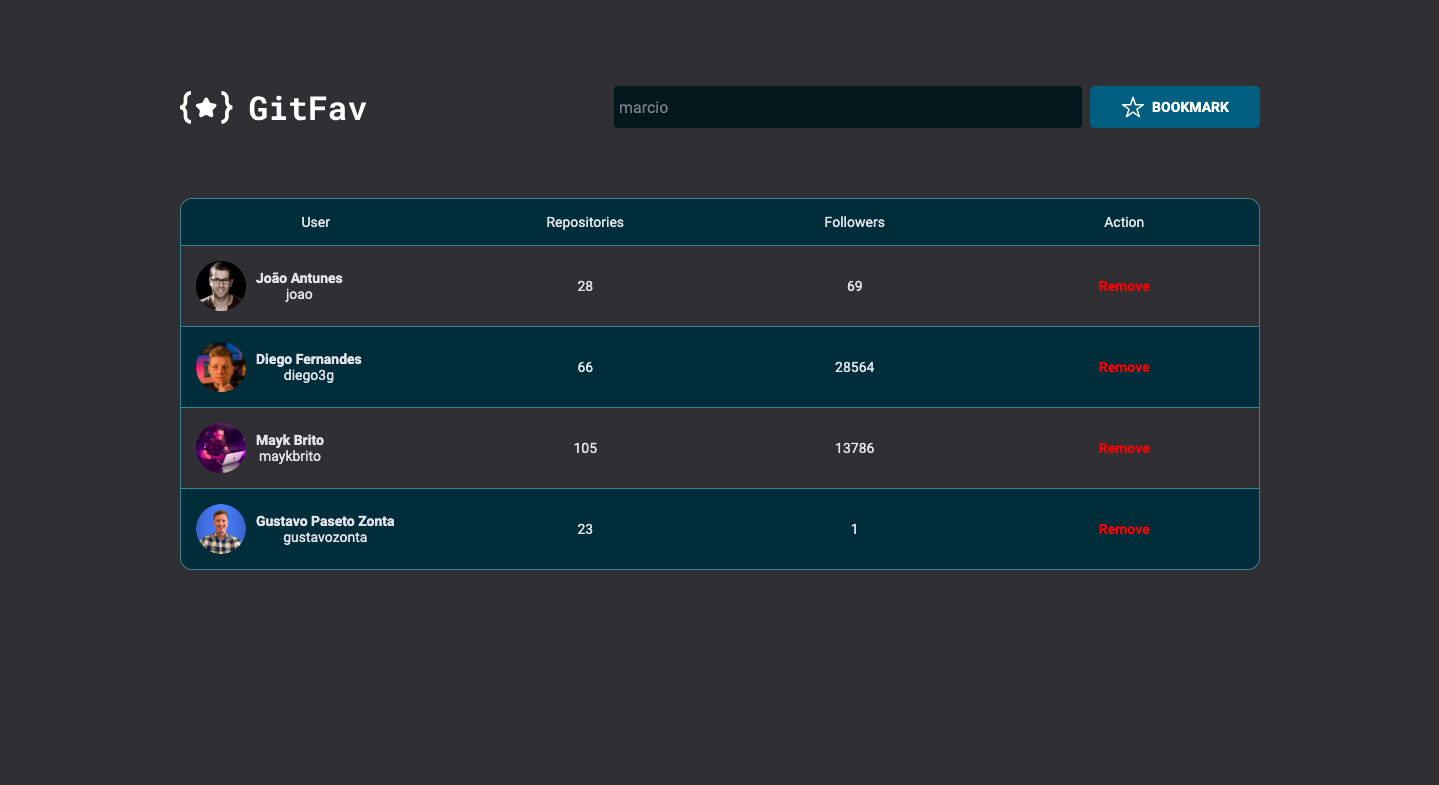 GitFav
marcio
BOOKMARK
User Repositories Followers Action
João Antunes
joao
28 69 Remove
Diego Fernandes
diego3g
66 28564 Remove
Mayk Brito
maykbrito
105 13786 Remove
Gustavo Paseto Zonta
gustavozonta
23 1 Remove